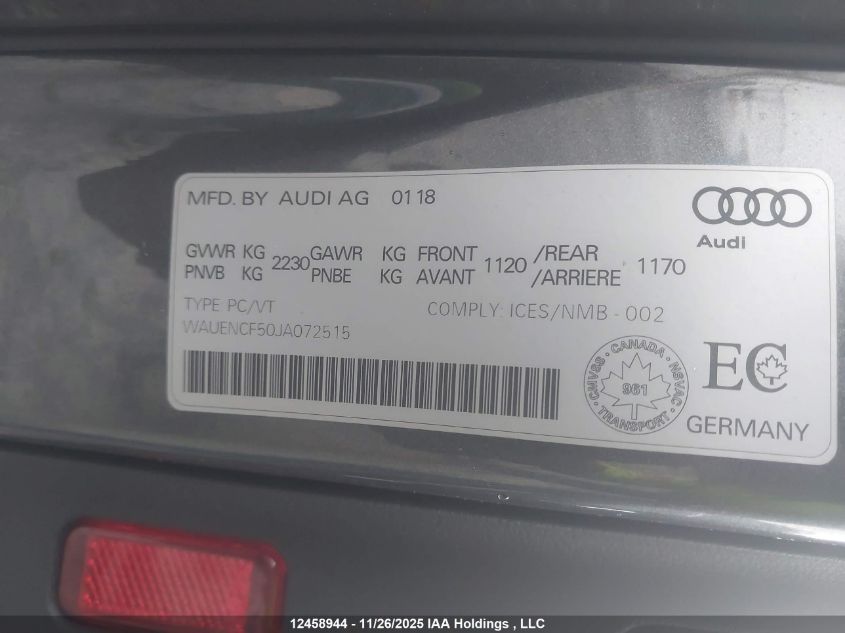 MFD. BY AUDI AG 0118
Audi
GVWR KG 2230 GAWR KG FRONT 1120 /REAR 1170
PNVB KG PNBE KG AVANT /ARRIERE
TYPE PC/VT COMPLY: ICES/NMB - 002
WAUENCF50JA072515
CANADA
CMVSS · NSVAC
961
TRANSPORT
EC
GERMANY
12458944 - 11/26/2025 IAA Holdings , LLC